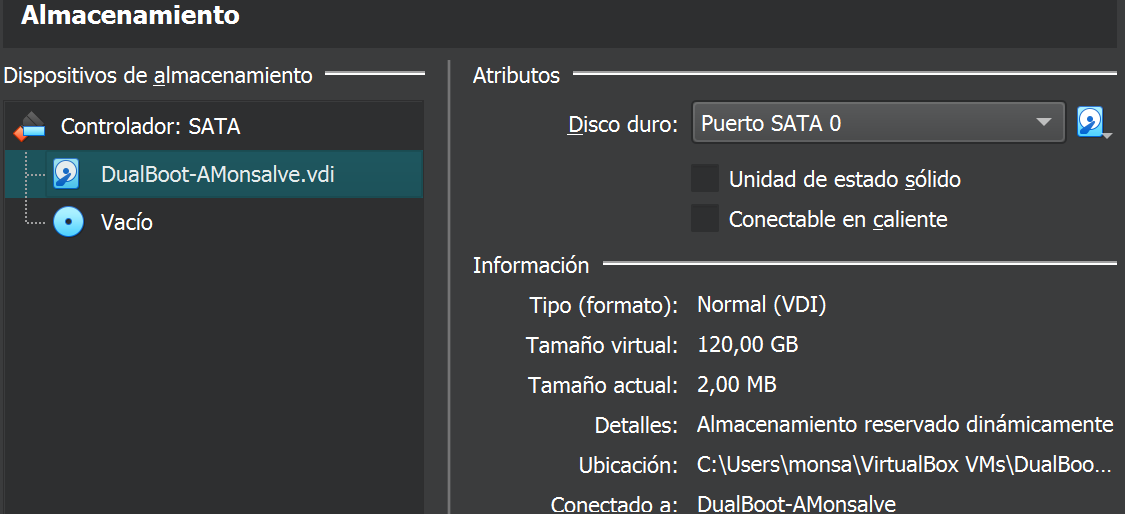 Almacenamiento
Dispositivos de almacenamiento
Controlador: SATA
DualBoot-AMonsalve.vdi
Vacío
Atributos
Disco duro: Puerto SATA 0
Unidad de estado sólido
Conectable en caliente
Información
Tipo (formato): Normal (VDI)
Tamaño virtual: 120,00 GB
Tamaño actual: 2,00 MB
Detalles: Almacenamiento reservado dinámicamente
Ubicación: C:\Users\monsa\VirtualBox VMs\DualBoo...
Conectado a: DualBoot-AMonsalve